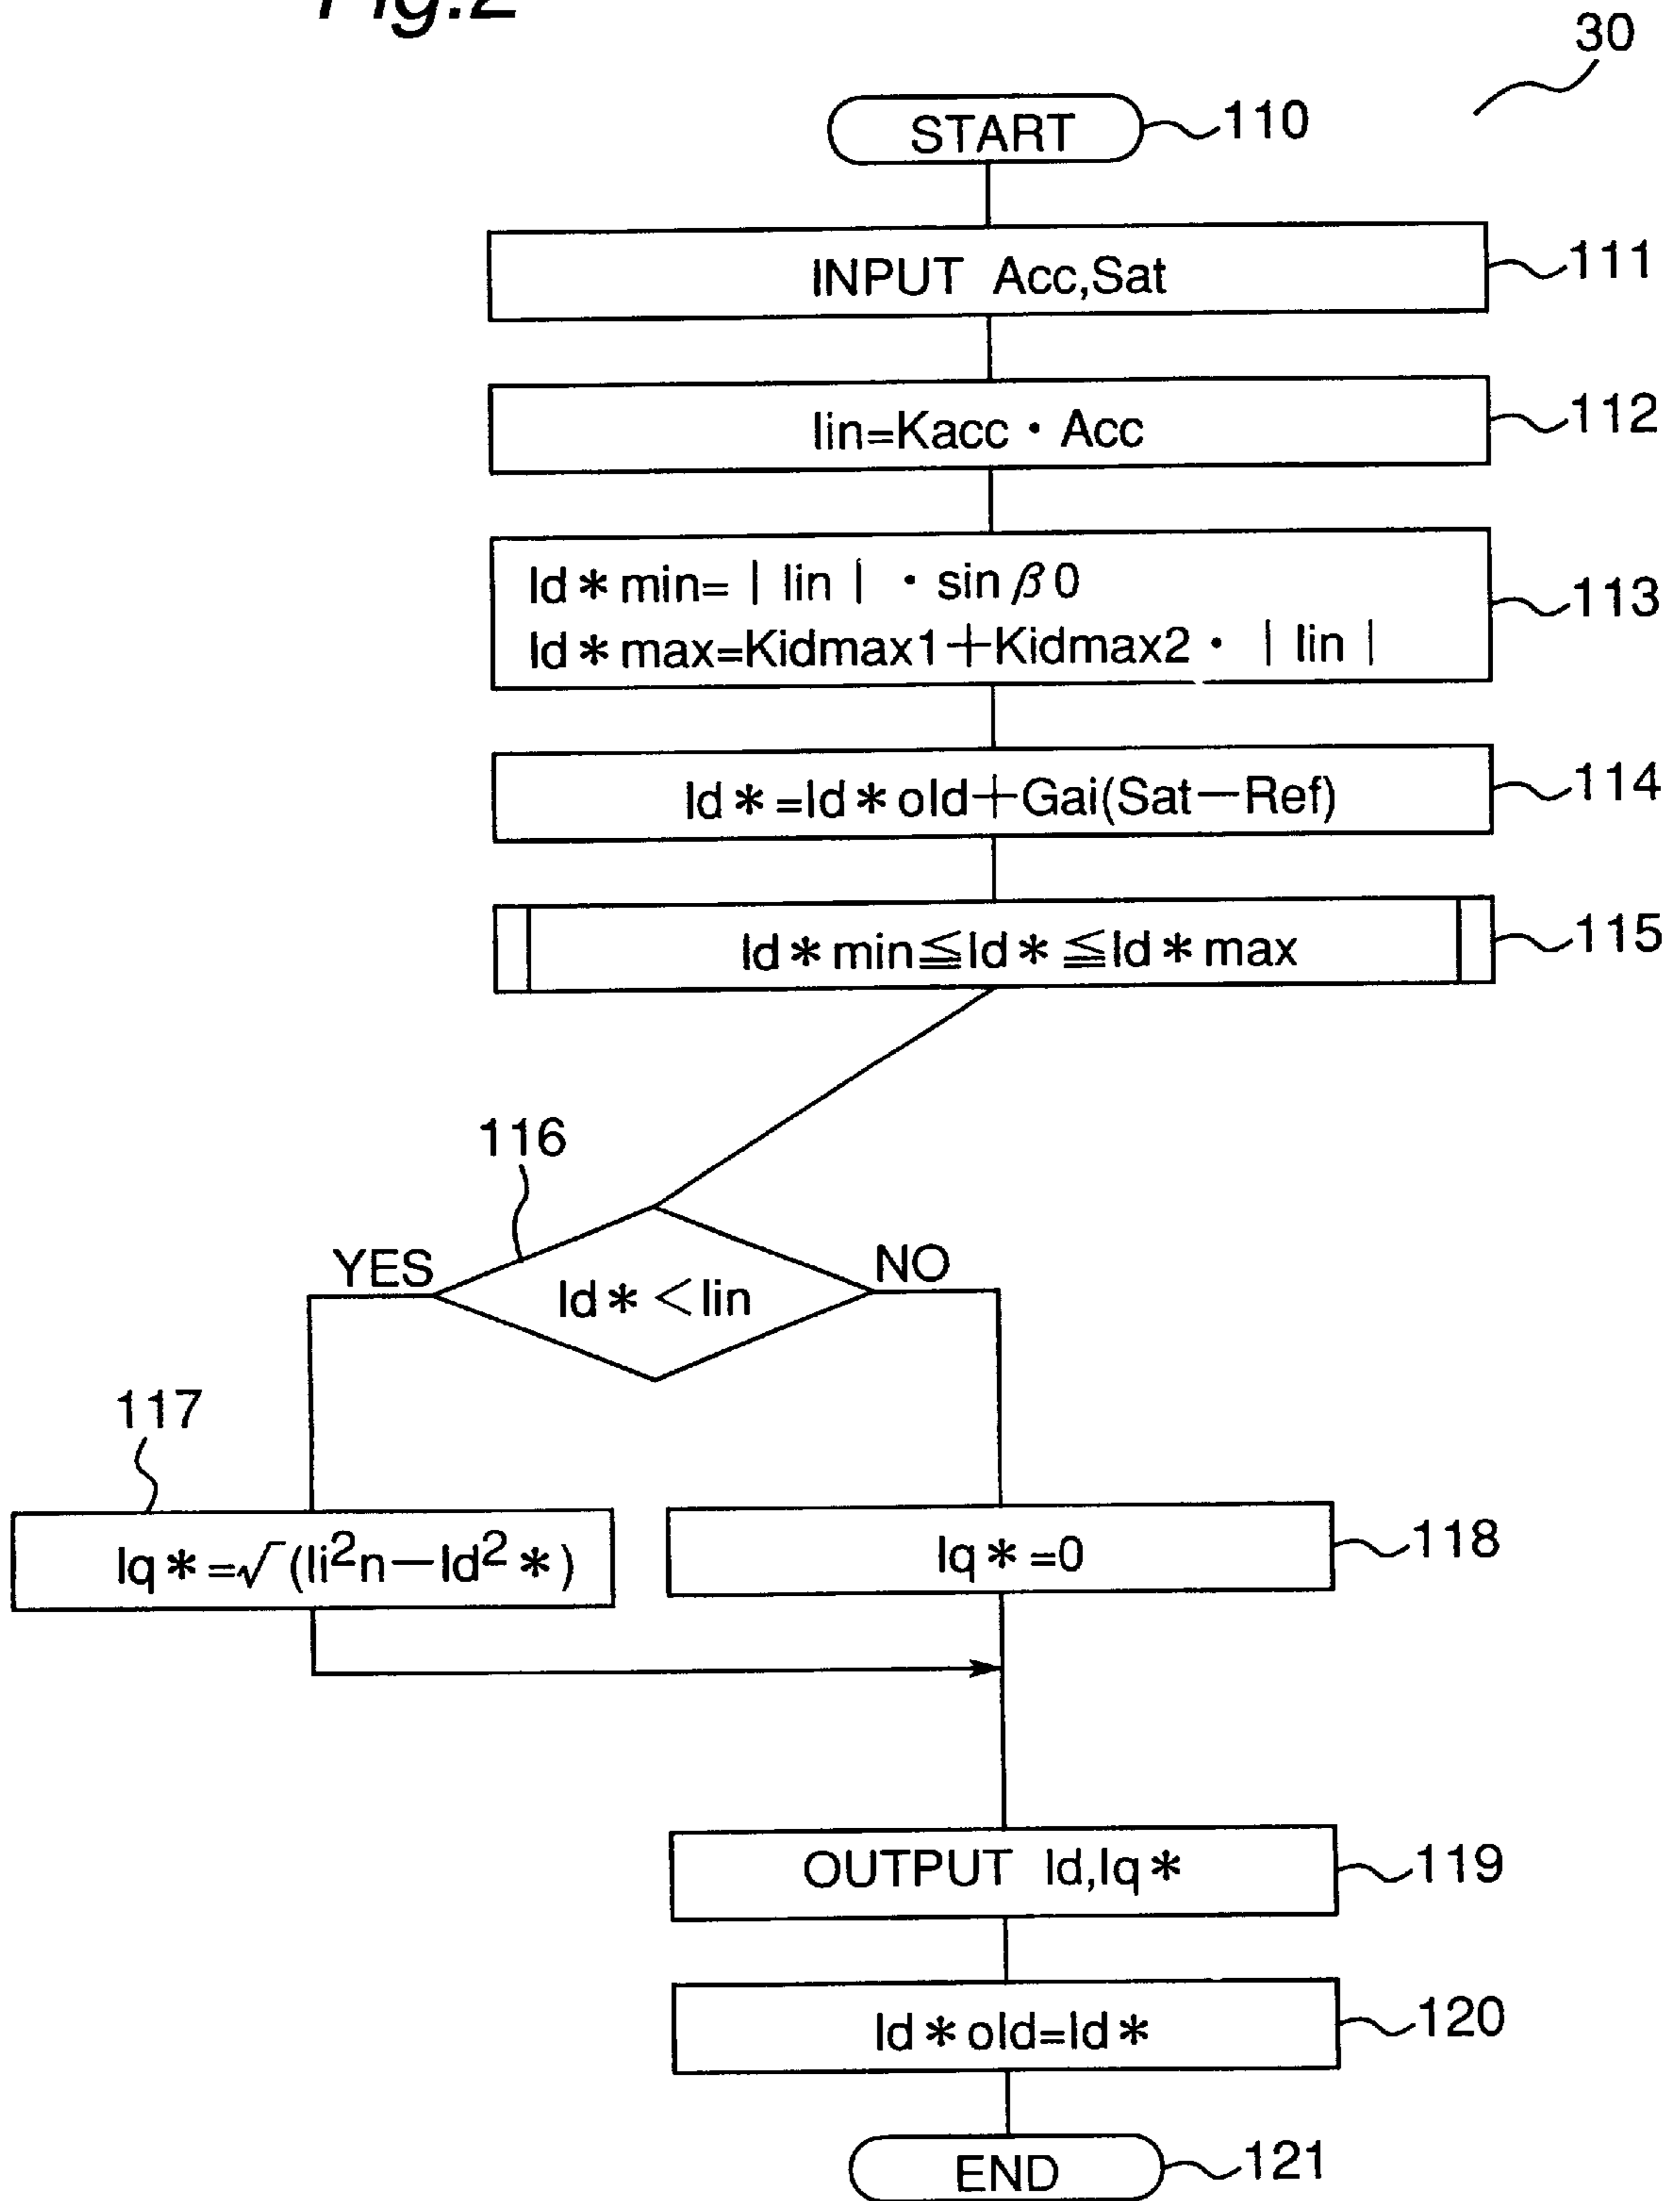 Fig.2
30
START
110
INPUT Acc,Sat
111
Iin=Kacc・Acc
112
Id*min=|Iin|・sinβ0
Id*max=Kidmax1+Kidmax2・|Iin|
113
Id*=Id*old+Gai(Sat−Ref)
114
Id*min≦Id*≦Id*max
115
116
YES
NO
Id*<Iin
117
Iq*=√(Ii²n−Id²*)
Iq*=0
118
OUTPUT Id,Iq*
119
Id*old=Id*
120
END
121